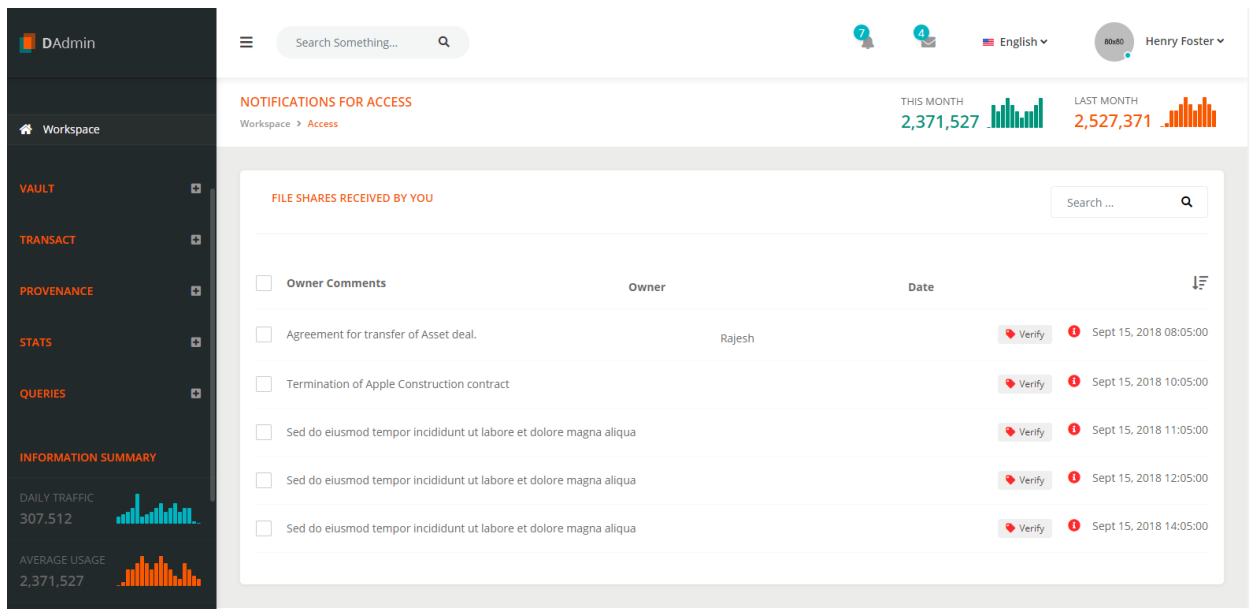 DAdmin
Search Something...
7
4
English
80x80
Henry Foster
Workspace
VAULT
TRANSACT
PROVENANCE
STATS
QUERIES
INFORMATION SUMMARY
DAILY TRAFFIC
307.512
AVERAGE USAGE
2,371,527
NOTIFICATIONS FOR ACCESS
Workspace > Access
THIS MONTH
2,371,527
LAST MONTH
2,527,371
FILE SHARES RECEIVED BY YOU
Search ...
Owner Comments Owner Date
Agreement for transfer of Asset deal. Rajesh Verify Sept 15, 2018 08:05:00
Termination of Apple Construction contract Verify Sept 15, 2018 10:05:00
Sed do eiusmod tempor incididunt ut labore et dolore magna aliqua Verify Sept 15, 2018 11:05:00
Sed do eiusmod tempor incididunt ut labore et dolore magna aliqua Verify Sept 15, 2018 12:05:00
Sed do eiusmod tempor incididunt ut labore et dolore magna aliqua Verify Sept 15, 2018 14:05:00